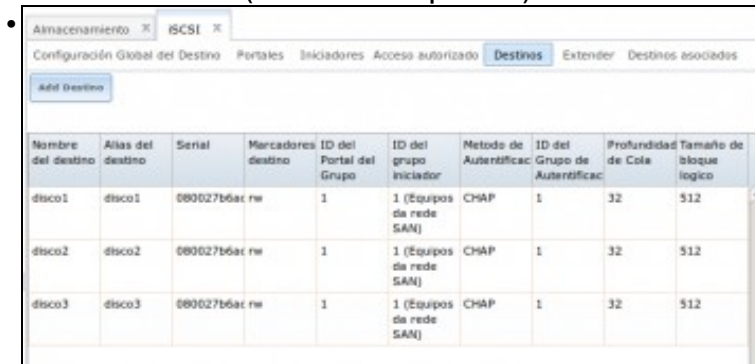 Almacenamiento × iSCSI ×
Configuración Global del Destino Portales Iniciadores Acceso autorizado Destinos Extender Destinos asociados
Add Destino
Nombre del destino Alias del destino Serial Marcadores destino ID del Portal del Grupo ID del grupo iniciador Metodo de Autentificac ID del Grupo de Autentificac Profundidad de Cola Tamaño de bloque logico
disco1 disco1 080027b6ac rw 1 1 (Equipos da rede SAN) CHAP 1 32 512
disco2 disco2 080027b6ac rw 1 1 (Equipos da rede SAN) CHAP 1 32 512
disco3 disco3 080027b6ac rw 1 1 (Equipos da rede SAN) CHAP 1 32 512